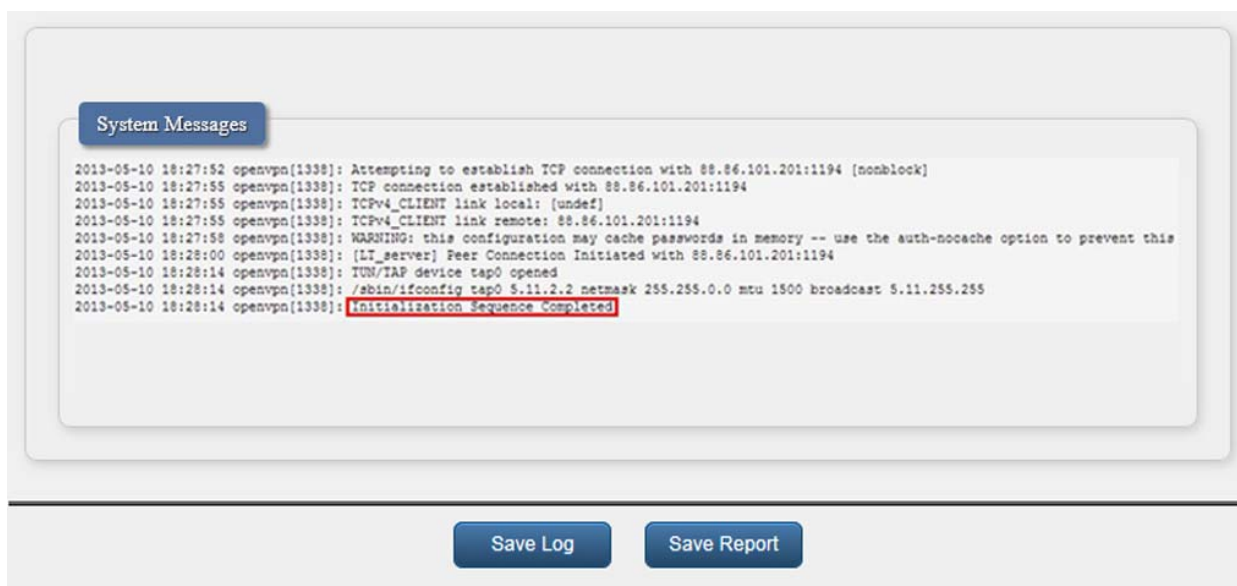 System Messages
2013-05-10 18:27:52 openvpn[1338]: Attempting to establish TCP connection with 88.86.101.201:1194 [nonblock]
2013-05-10 18:27:55 openvpn[1338]: TCP connection established with 88.86.101.201:1194
2013-05-10 18:27:55 openvpn[1338]: TCPv4_CLIENT link local: [undef]
2013-05-10 18:27:55 openvpn[1338]: TCPv4_CLIENT link remote: 88.86.101.201:1194
2013-05-10 18:27:58 openvpn[1338]: WARNING: this configuration may cache passwords in memory -- use the auth-nocache option to prevent this
2013-05-10 18:28:00 openvpn[1338]: [LT_server] Peer Connection Initiated with 88.86.101.201:1194
2013-05-10 18:28:14 openvpn[1338]: TUN/TAP device tap0 opened
2013-05-10 18:28:14 openvpn[1338]: /sbin/ifconfig tap0 5.11.2.2 netmask 255.255.0.0 mtu 1500 broadcast 5.11.255.255
2013-05-10 18:28:14 openvpn[1338]: Initialization Sequence Completed
Save Log
Save Report